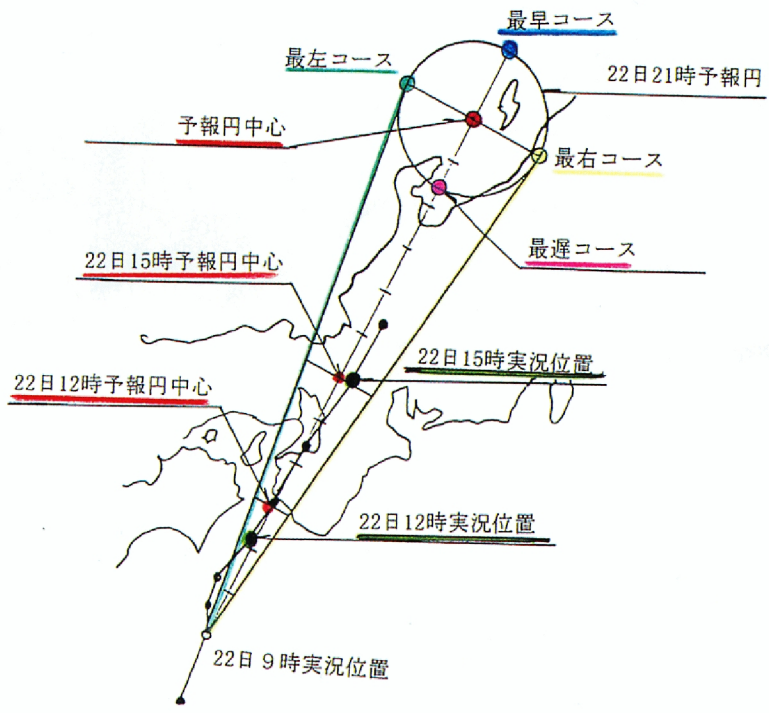 最早コース
最左コース
22日21時予報円
予報円中心
最右コース
最遅コース
22日15時予報円中心
22日15時実況位置
22日12時予報円中心
22日12時実況位置
22日9時実況位置